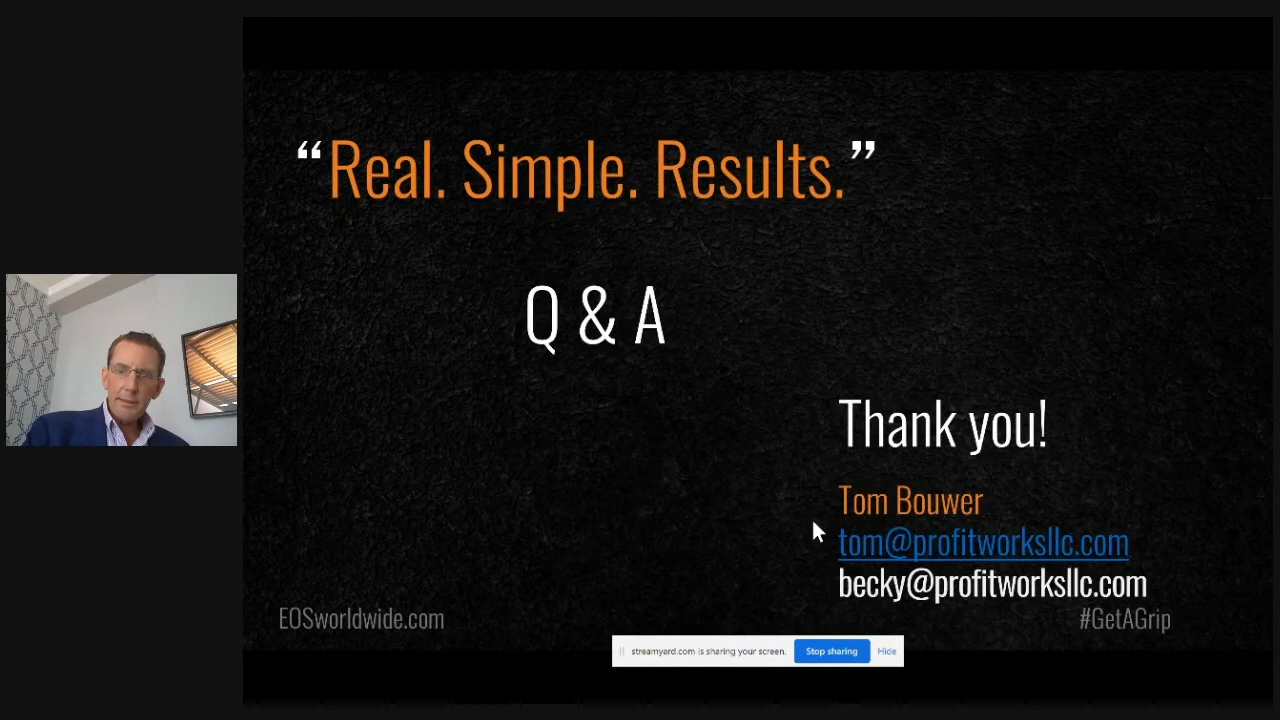 “Real. Simple. Results.”
Q & A
Thank you!
Tom Bouwer
tom@profitworksllc.com
becky@profitworksllc.com
EOSworldwide.com
#GetAGrip
streamyard.com is sharing your screen.
Stop sharing
Hide